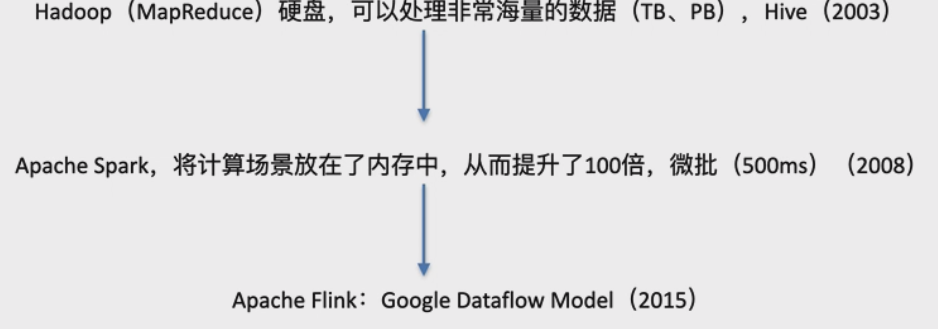 Hadoop（MapReduce）硬盘，可以处理非常海量的数据（TB、PB）,Hive（2003）
Apache Spark，将计算场景放在了内存中，从而提升了100倍，微批（500ms）（2008）
Apache Flink：Google Dataflow Model（2015）